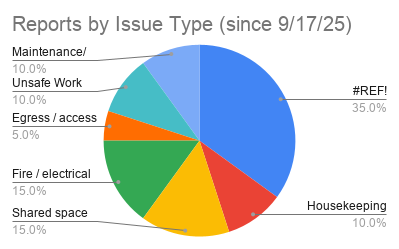 Reports by Issue Type (since 9/17/25)
Maintenance/
10.0%
Unsafe Work
10.0%
Egress / access
5.0%
Fire / electrical
15.0%
Shared space
15.0%
#REF!
35.0%
Housekeeping
10.0%